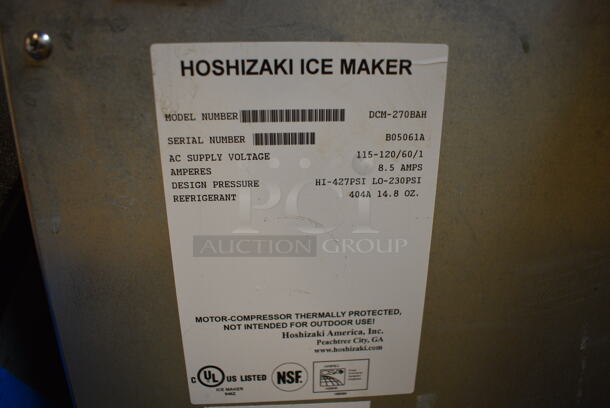 HOSHIZAKI ICE MAKER
MODEL NUMBER DCM-270BAH
SERIAL NUMBER B05061A
AC SUPPLY VOLTAGE 115-120/60/1
AMPERES 8.5 AMPS
DESIGN PRESSURE HI-427PSI LO-230PSI
REFRIGERANT 404A 14.8 OZ.
PCI
AUCTION GROUP
MOTOR-COMPRESSOR THERMALLY PROTECTED,
NOT INTENDED FOR OUTDOOR USE!
Hoshizaki America, Inc.
Peachtree City, GA
www.hoshizaki.com
C UL US LISTED NSF
ICE MAKER